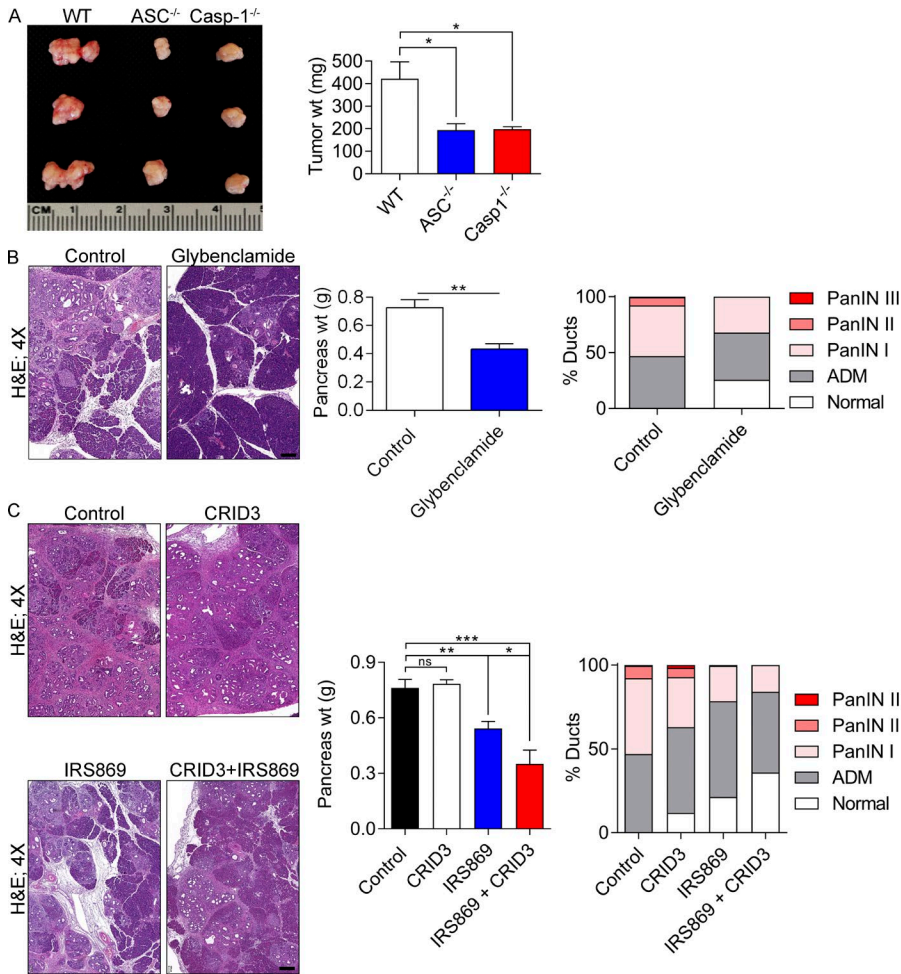 A
WT ASC-/- Casp-1-/-
CM 1 2 3 4 5
Tumor wt (mg)
500
400
300
200
100
0
* *
WT ASC-/- Casp1-/-
B
Control Glybenclamide
H&E; 4X
Pancreas wt (g)
0.8
0.6
0.4
0.2
0.0
**
Control Glybenclamide
% Ducts
100
50
0
Control Glybenclamide
PanIN III
PanIN II
PanIN I
ADM
Normal
C
Control CRID3
H&E; 4X
IRS869 CRID3+IRS869
H&E; 4X
Pancreas wt (g)
0.9
0.6
0.3
0.0
***
** *
ns
Control CRID3 IRS869 IRS869 + CRID3
% Ducts
100
50
0
Control CRID3 IRS869 IRS869 + CRID3
PanIN II
PanIN II
PanIN I
ADM
Normal